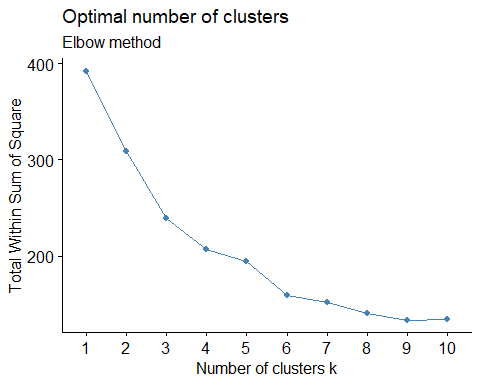 Optimal number of clusters
Elbow method
Total Within Sum of Square
400
300
200
1 2 3 4 5 6 7 8 9 10
Number of clusters k